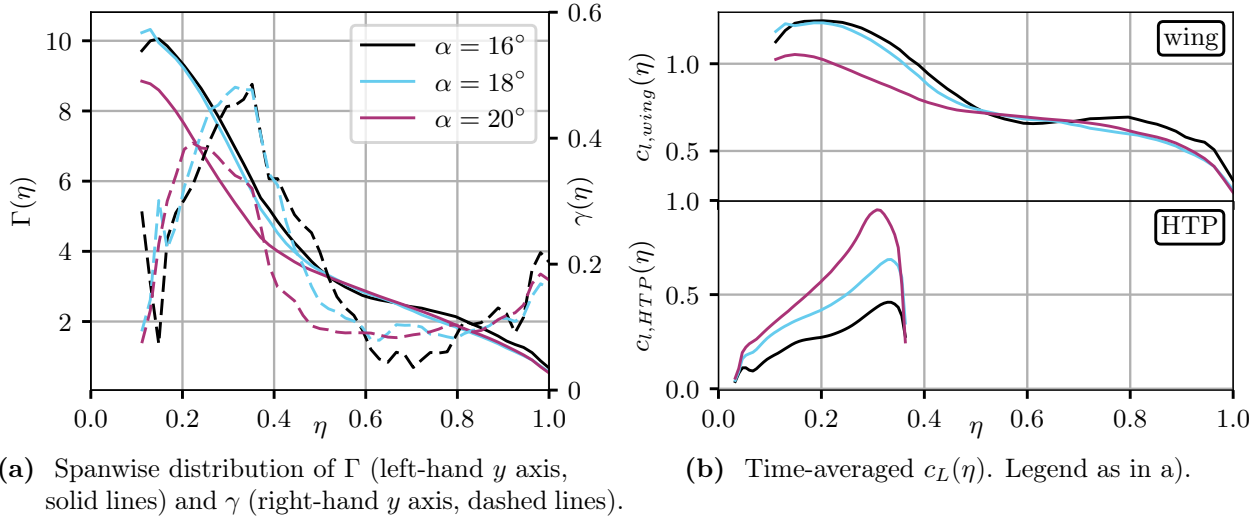 0.6
10
8
6
4
2
Γ(η)
α = 16°
α = 18°
α = 20°
0.4
0.2
0
γ(η)
0.0
0.2
0.4
0.6
0.8
1.0
η
wing
1.0
0.5
c_{l,wing}(η)
HTP
1.0
0.5
0.0
c_{l,HTP}(η)
0.0
0.2
0.4
0.6
0.8
1.0
η
(a) Spanwise distribution of Γ (left-hand y axis,
solid lines) and γ (right-hand y axis, dashed lines).
(b) Time-averaged c_L(η). Legend as in a).